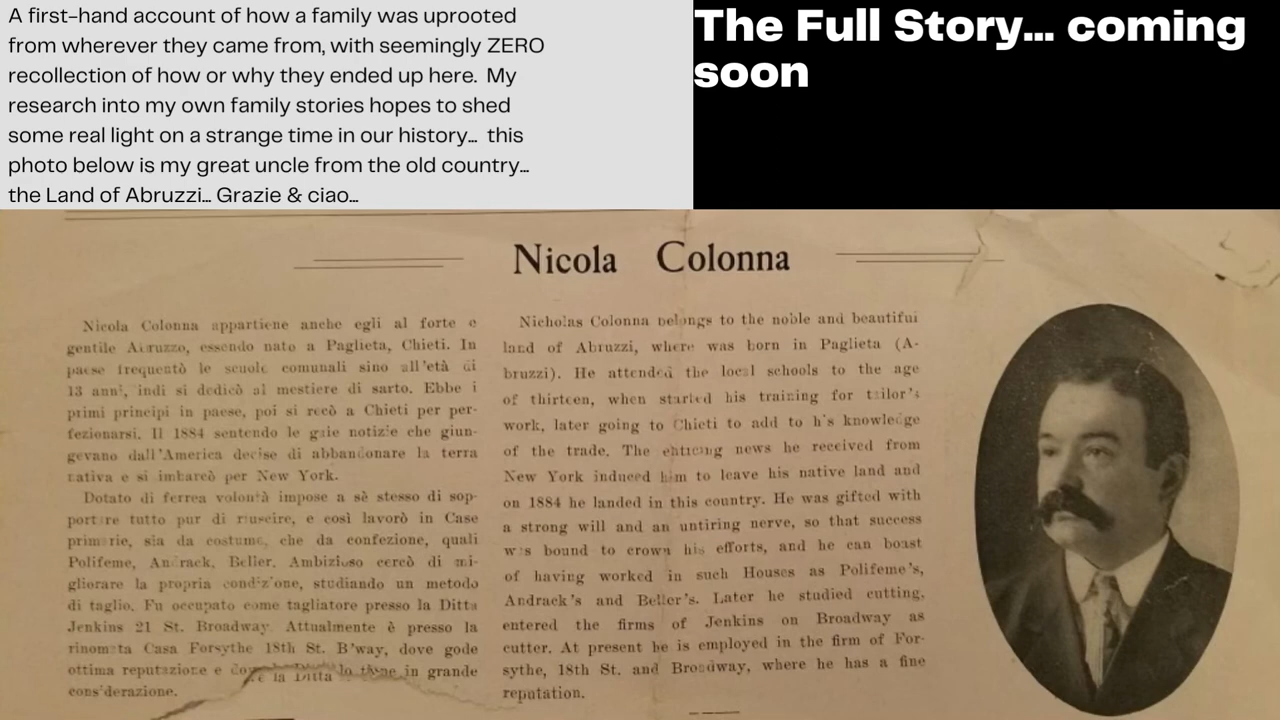 A first-hand account of how a family was uprooted
from wherever they came from, with seemingly ZERO
recollection of how or why they ended up here. My
research into my own family stories hopes to shed
some real light on a strange time in our history... this
photo below is my great uncle from the old country...
the Land of Abruzzi... Grazie & ciao...
The Full Story... coming
soon
Nicola Colonna
Nicola Colonna appartiene anche egli al forte e
gentile Abruzzo, essendo nato a Paglieta, Chieti. In
paese frequentò le scuole comunali sino all'età di
13 anni, indi si dedicò al mestiere di sarto. Ebbe i
primi principi in paese, poi si recò a Chieti per per-
fezionarsi. Il 1884 sentendo le gaie notizie che giun-
gevano dall'America decise di abbandonare la terra
nativa e si imbarcò per New York.
Dotato di ferrea volontà impose a sè stesso di sop-
portare tutto pur di riuscire, e così lavorò in Case
primarie, sia da costume, che da confezione, quali
Polifeme, Andrack, Beller. Ambizioso cercò di mi-
gliorare la propria condizione, studiando un metodo
di taglio. Fu occupato come tagliatore presso la Ditta
Jenkins 21 St. Broadway. Attualmente è presso la
rinomata Casa Forsythe 18th St. B'way, dove gode
ottima reputazione e dove la Ditta lo tiene in grande
considerazione.
Nicholas Colonna belongs to the noble and beautiful
land of Abruzzi, where was born in Paglieta (A-
bruzzi). He attended the local schools to the age
of thirteen, when started his training for tailor's
work, later going to Chieti to add to his knowledge
of the trade. The enticing news he received from
New York induced him to leave his native land and
on 1884 he landed in this country. He was gifted with
a strong will and an untiring nerve, so that success
was bound to crown his efforts, and he can boast
of having worked in such Houses as Polifeme's,
Andrack's and Beller's. Later he studied cutting,
entered the firms of Jenkins on Broadway as
cutter. At present he is employed in the firm of For-
sythe, 18th St. and Broadway, where he has a fine
reputation.